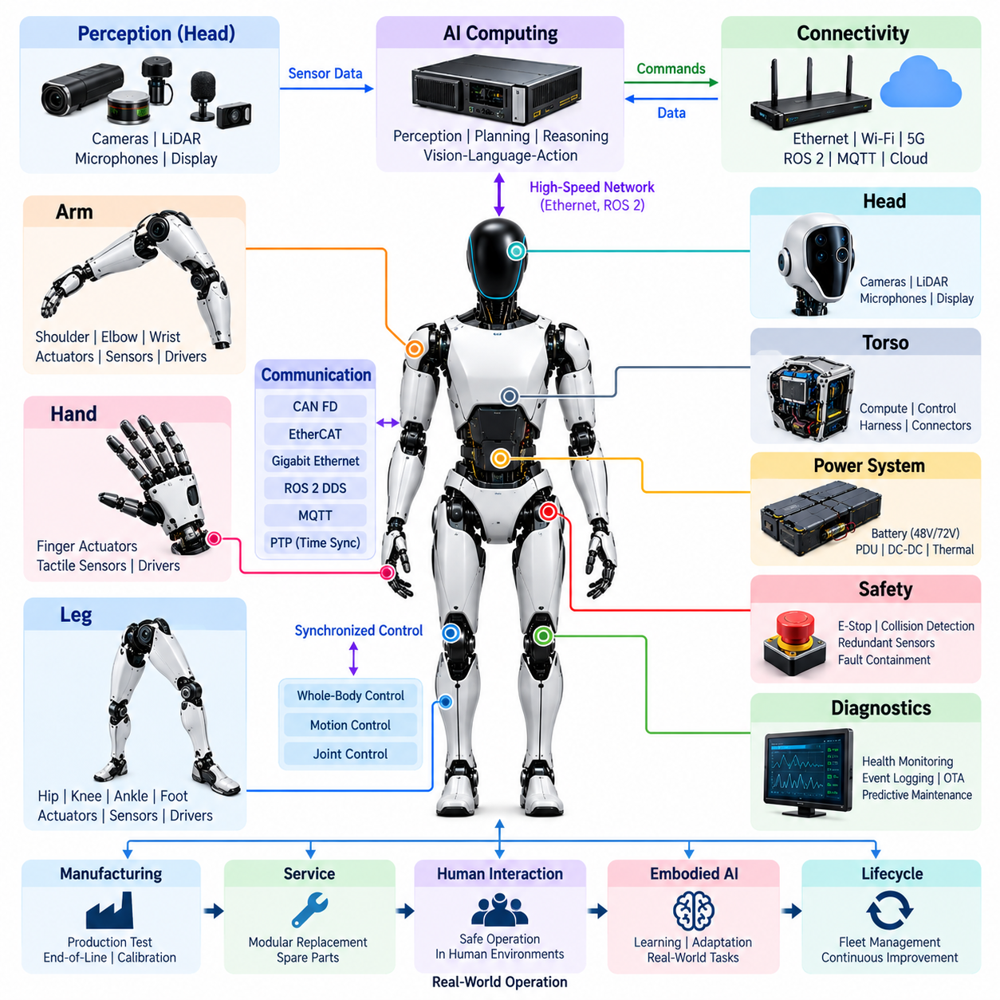 Perception (Head)
Cameras | LiDAR
Microphones | Display
Sensor Data
AI Computing
Perception | Planning | Reasoning
Vision-Language-Action
Commands
Data
Connectivity
Ethernet | Wi-Fi | 5G
ROS 2 | MQTT | Cloud
High-Speed Network
(Ethernet, ROS 2)
Arm
Shoulder | Elbow | Wrist
Actuators | Sensors | Drivers
Head
Cameras | LiDAR
Microphones | Display
Torso
Compute | Control
Harness | Connectors
Communication
CAN FD
EtherCAT
Gigabit Ethernet
ROS 2 DDS
MQTT
PTP (Time Sync)
Hand
Finger Actuators
Tactile Sensors | Drivers
Power System
Battery (48V/72V)
PDU | DC-DC | Thermal
Safety
E-Stop | Collision Detection
Redundant Sensors
Fault Containment
Leg
Hip | Knee | Ankle | Foot
Actuators | Sensors | Drivers
Synchronized Control
Whole-Body Control
Motion Control
Joint Control
Diagnostics
Health Monitoring
Event Logging | OTA
Predictive Maintenance
Manufacturing
Production Test
End-of-Line | Calibration
Service
Modular Replacement
Spare Parts
Human Interaction
Safe Operation
In Human Environments
Embodied AI
Learning | Adaptation
Real-World Tasks
Lifecycle
Fleet Management
Continuous Improvement
Real-World Operation